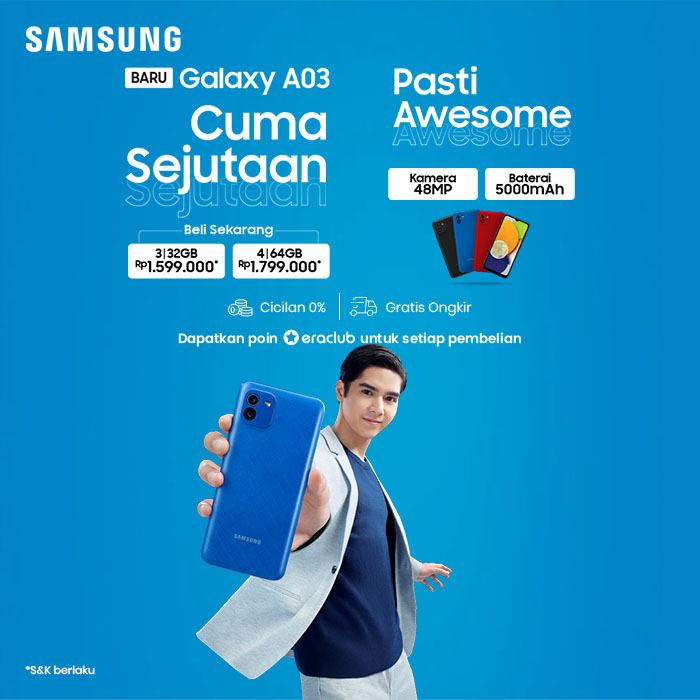 SAMSUNG
BARU Galaxy A03
Cuma
Sejutaan
Sejutaan
Pasti
Awesome
Awesome
Kamera
48MP
Baterai
5000mAh
Beli Sekarang
3|32GB
Rp1.599.000*
4|64GB
Rp1.799.000*
Cicilan 0%
Gratis Ongkir
Dapatkan poin eraclub untuk setiap pembelian
SAMSUNG
*S&K berlaku